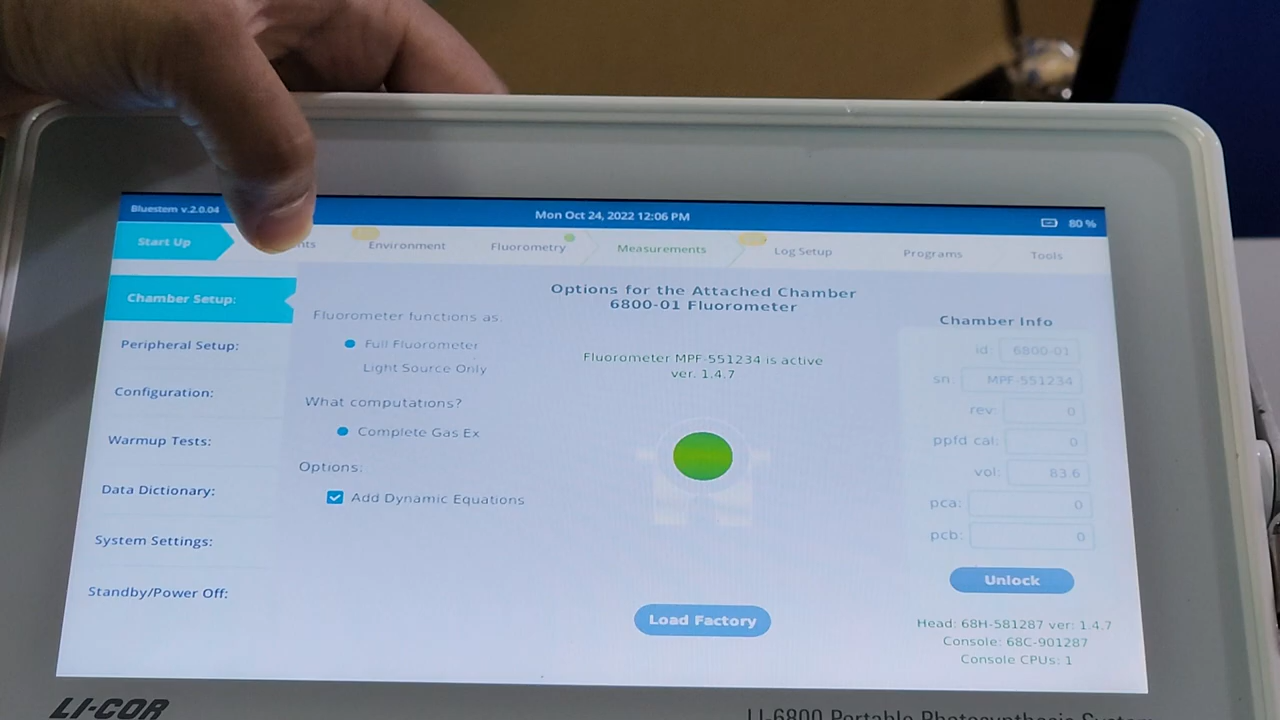 Bluestem v.2.0.04
Mon Oct 24, 2022 12:06 PM
80 %
Start Up
Environment
Fluorometry
Measurements
Log Setup
Programs
Tools
Chamber Setup:
Peripheral Setup:
Configuration:
Warmup Tests:
Data Dictionary:
System Settings:
Standby/Power Off:
Fluorometer functions as:
Full Fluorometer
Light Source Only
What computations?
Complete Gas Ex
Options:
Add Dynamic Equations
Options for the Attached Chamber
6800-01 Fluorometer
Fluorometer MPF-551234 is active
ver. 1.4.7
Load Factory
Chamber Info
id: 6800-01
sn: MPF-551234
rev: 0
ppfd cal: 0
vol: 83.6
pca: 0
pcb: 0
Unlock
Head: 68H-581287 ver: 1.4.7
Console: 68C-901287
Console CPUs: 1
LI-COR
LI-6800 Portable Photosynthesis System